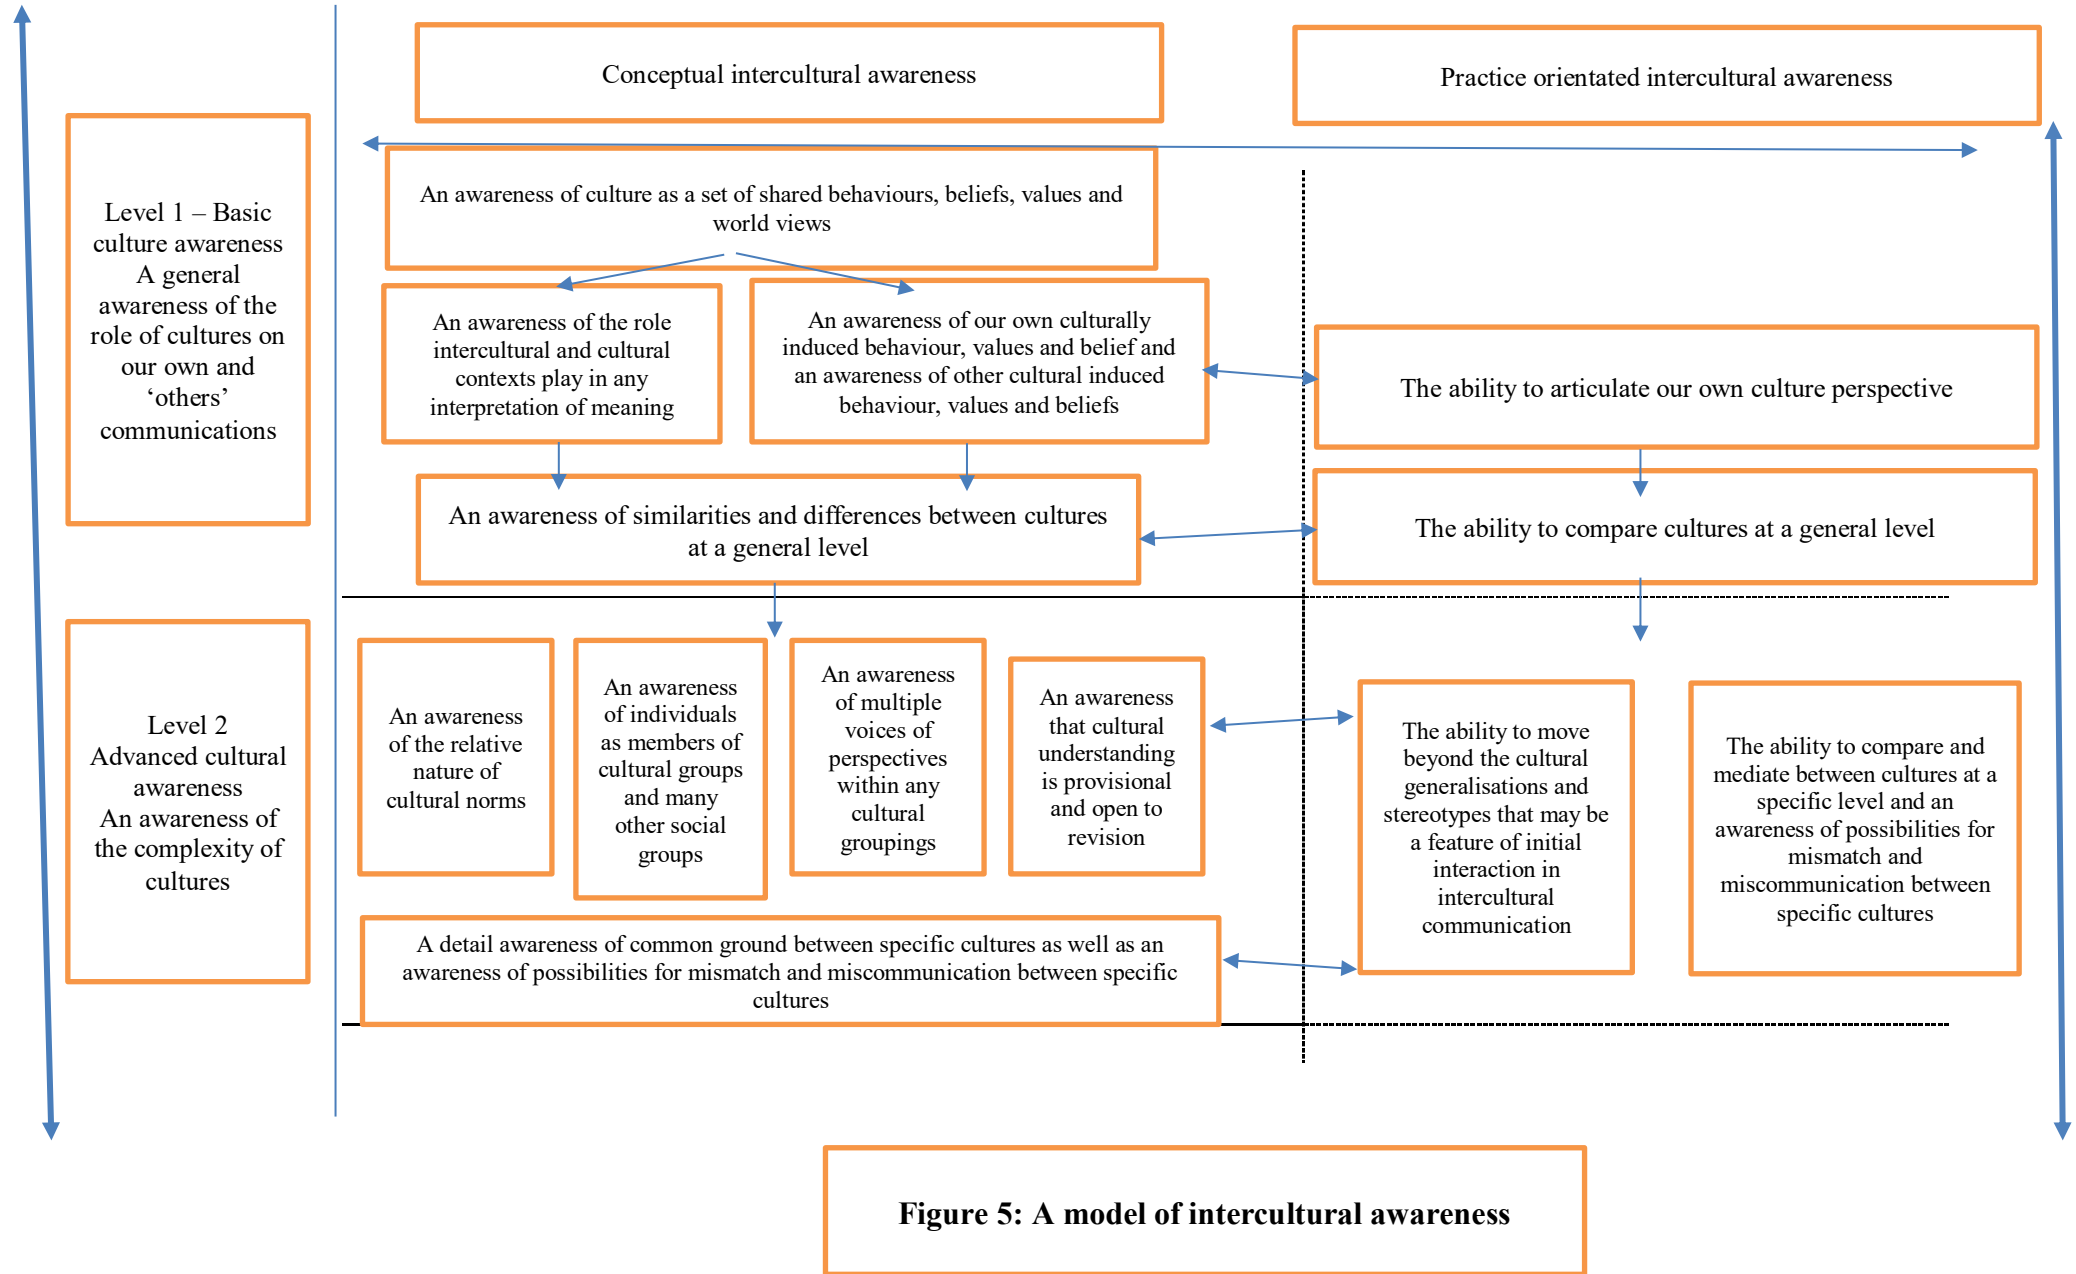 Conceptual intercultural awareness
Practice orientated intercultural awareness
Level 1 – Basic
culture awareness
A general
awareness of the
role of cultures on
our own and
‘others’
communications
An awareness of culture as a set of shared behaviours, beliefs, values and
world views
An awareness of the role
intercultural and cultural
contexts play in any
interpretation of meaning
An awareness of our own culturally
induced behaviour, values and belief and
an awareness of other cultural induced
behaviour, values and beliefs
The ability to articulate our own culture perspective
An awareness of similarities and differences between cultures
at a general level
The ability to compare cultures at a general level
Level 2
Advanced cultural
awareness
An awareness of
the complexity of
cultures
An awareness
of the relative
nature of
cultural norms
An awareness
of individuals
as members of
cultural groups
and many
other social
groups
An awareness
of multiple
voices of
perspectives
within any
cultural
groupings
An awareness
that cultural
understanding
is provisional
and open to
revision
The ability to move
beyond the cultural
generalisations and
stereotypes that may be
a feature of initial
interaction in
intercultural
communication
The ability to compare and
mediate between cultures at a
specific level and an
awareness of possibilities for
mismatch and
miscommunication between
specific cultures
A detail awareness of common ground between specific cultures as well as an
awareness of possibilities for mismatch and miscommunication between specific
cultures
Figure 5: A model of intercultural awareness